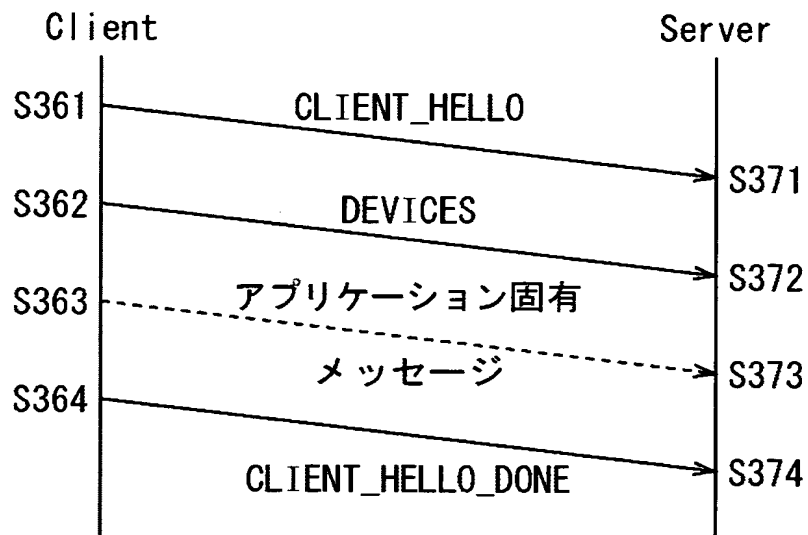 Client
Server
S361
CLIENT_HELLO
S371
S362
DEVICES
S372
S363
アプリケーション固有
メッセージ
S373
S364
CLIENT_HELLO_DONE
S374